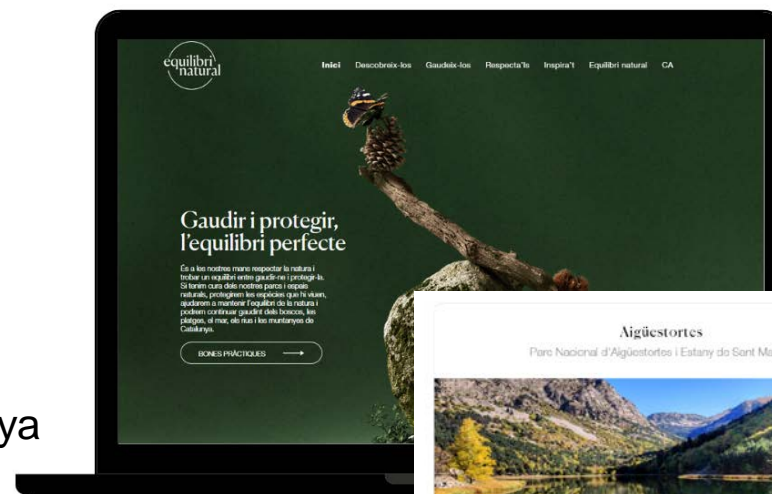 equilibri
natural
Inici Descobreix-los Gaudeix-los Respecta'ls Inspira't Equilibri natural CA
Gaudir i protegir,
l'equilibri perfecte
És a les nostres mans respectar la natura i
trobar un equilibri entre gaudir-ne i protegir-la.
Si tenim cura dels nostres parcs i espais
naturals, protegirem les espècies que hi viuen,
ajudarem a mantenir l'equilibri de la natura i
podrem continuar gaudint dels boscos, les
platges, el mar, els rius i les muntanyes de
Catalunya.
BONES PRÀCTIQUES
Aigüestortes
Parc Nacional d'Aigüestortes i Estany de Sant Ma
ya